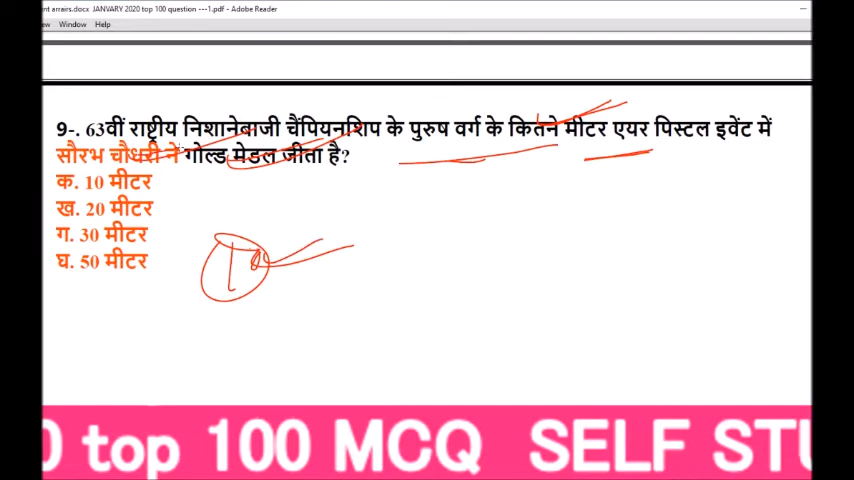 ent arrairs.docx JANVARY 2020 top 100 question ---1.pdf - Adobe Reader
ew Window Help
9-. 63वीं राष्ट्रीय निशानेबाजी चैंपियनशिप के पुरुष वर्ग के कितने मीटर एयर पिस्टल इवेंट में
सौरभ चौधरी ने गोल्ड मेडल जीता है?
क. 10 मीटर
ख. 20 मीटर
ग. 30 मीटर
घ. 50 मीटर
0 top 100 MCQ SELF STU